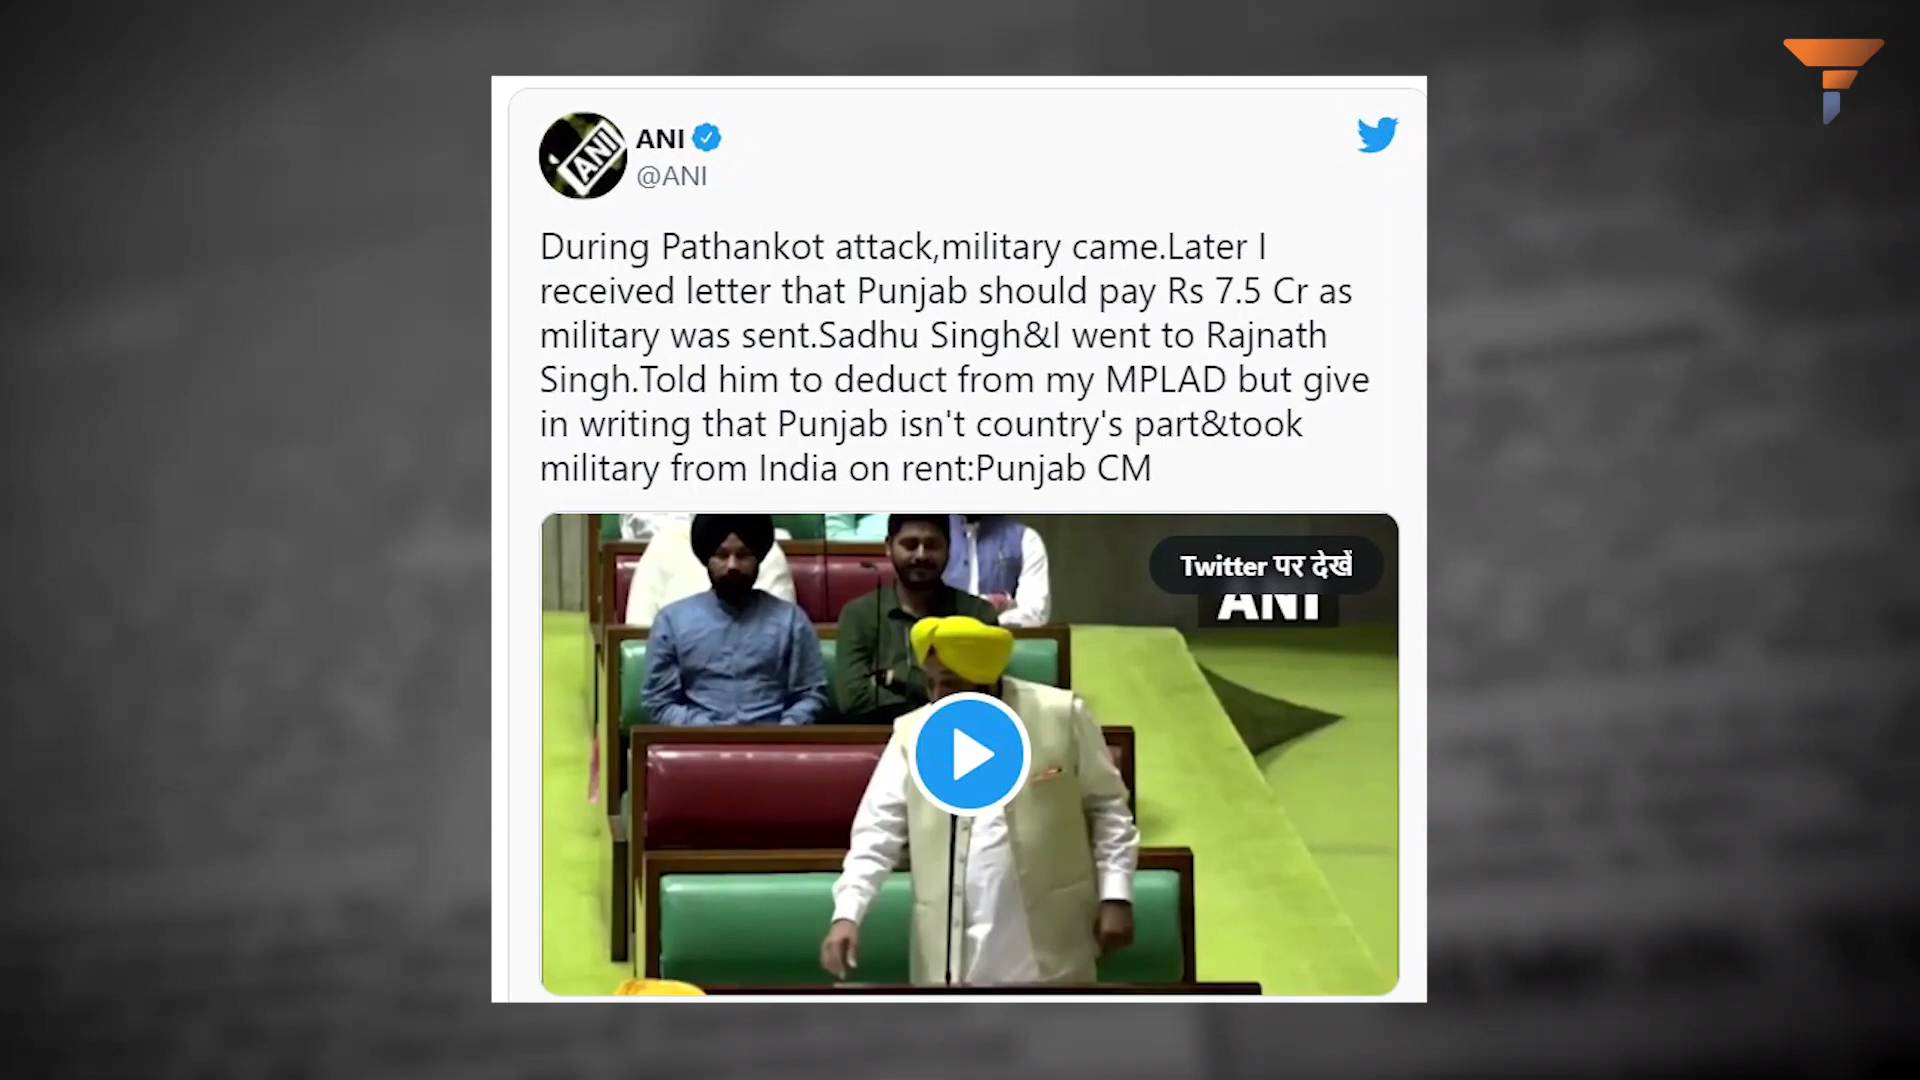 ANI
ANI
@ANI
During Pathankot attack,military came.Later I
received letter that Punjab should pay Rs 7.5 Cr as
military was sent.Sadhu Singh&I went to Rajnath
Singh.Told him to deduct from my MPLAD but give
in writing that Punjab isn't country's part&took
military from India on rent:Punjab CM
Twitter पर देखें
ANI